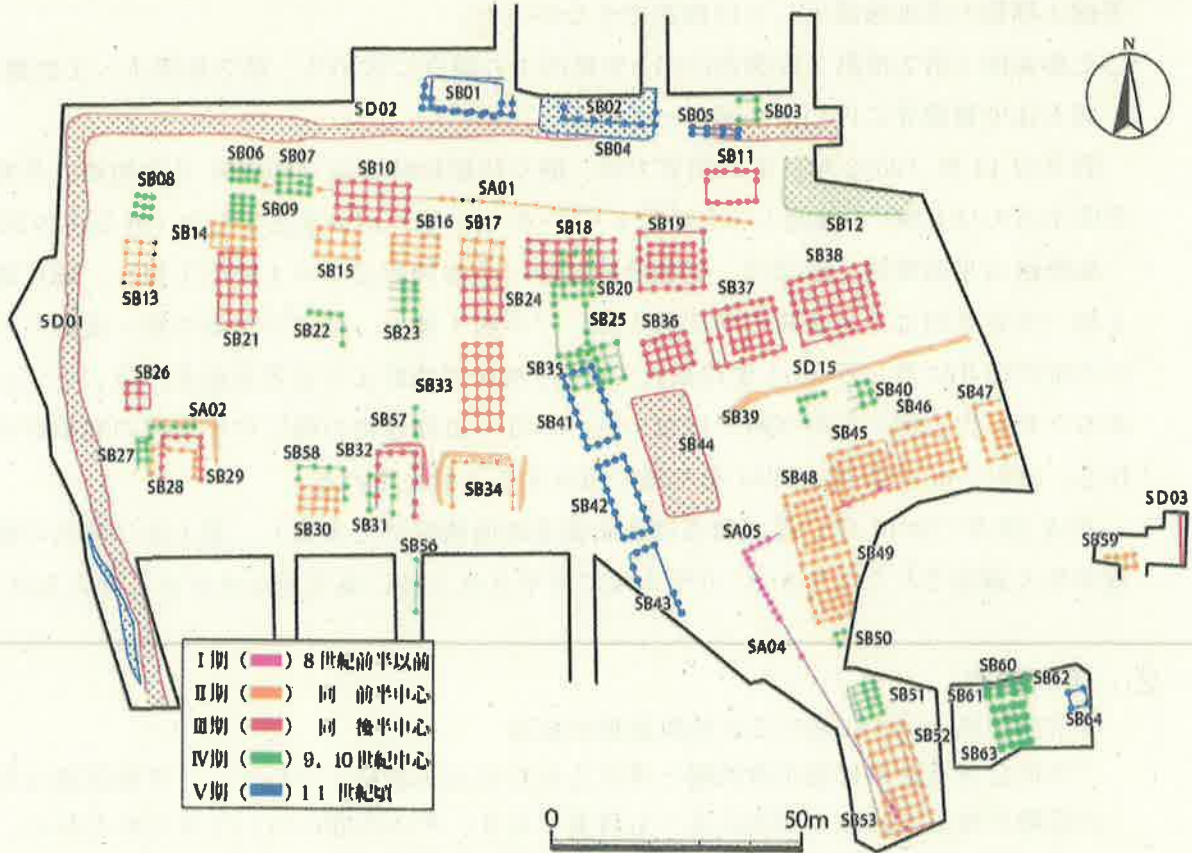 N
SB01
SB02
SB03
SD02
SB05
SB04
SB06
SB07
SB10
SB11
SB08
SA01
SB09
SB17
SB12
SB14
SB16
SB18
SB19
SB38
SB15
SB13
SB20
SB37
SB24
SD01
SB21
SB22
SB23
SB25
SB36
SB26
SB33
SB35
SD15
SB40
SB47
SA02
SB57
SB41
SB39
SB46
SB44
SB45
SB27
SB58
SB32
SB28
SB29
SB34
SB42
SB48
SD03
SB30
SB31
SA05
SB49
SB59
SB56
SB43
SB50
SA04
SB60
SB51
SB61
SB62
SB52
SB64
SB63
SB53
Ⅰ期 ( ) 8世紀前半以前
Ⅱ期 ( ) 同 前半中心
Ⅲ期 ( ) 同 後半中心
Ⅳ期 ( ) 9, 10世紀中心
Ⅴ期 ( ) 11世紀頃
0 50m